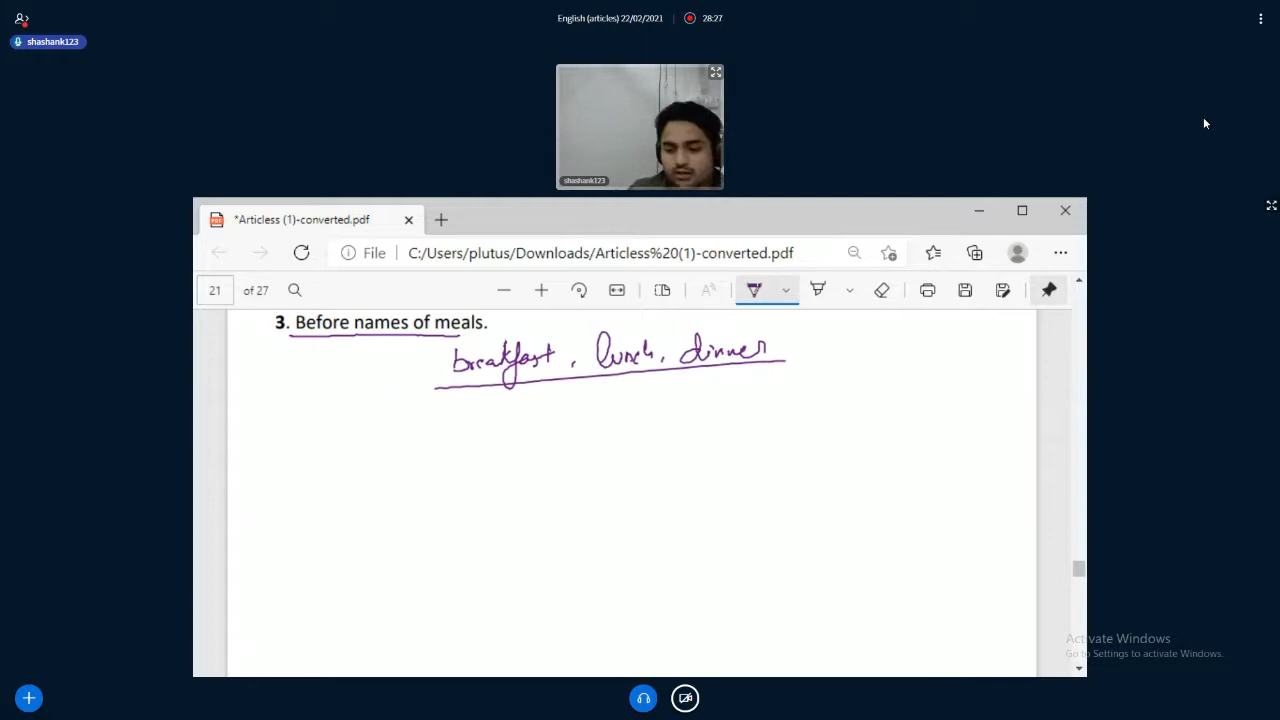 English (articles) 22/02/2021 28:27
shashank123
shashank123
*Articless (1)-converted.pdf
File C:/Users/plutus/Downloads/Articless%20(1)-converted.pdf
21 of 27
3. Before names of meals.
breakfast, lunch, dinner
Activate Windows
Go to Settings to activate Windows.